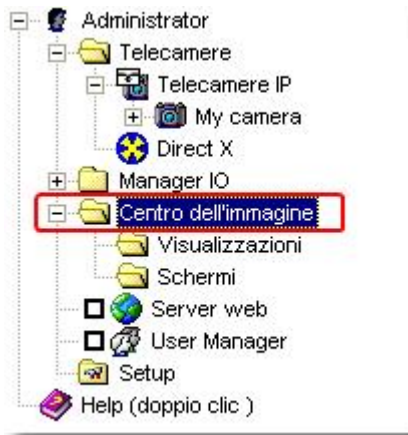 Administrator
Telecamere
Telecamere IP
My camera
Direct X
Manager IO
Centro dell'immagine
Visualizzazioni
Schermi
Server web
User Manager
Setup
Help (doppio clic )